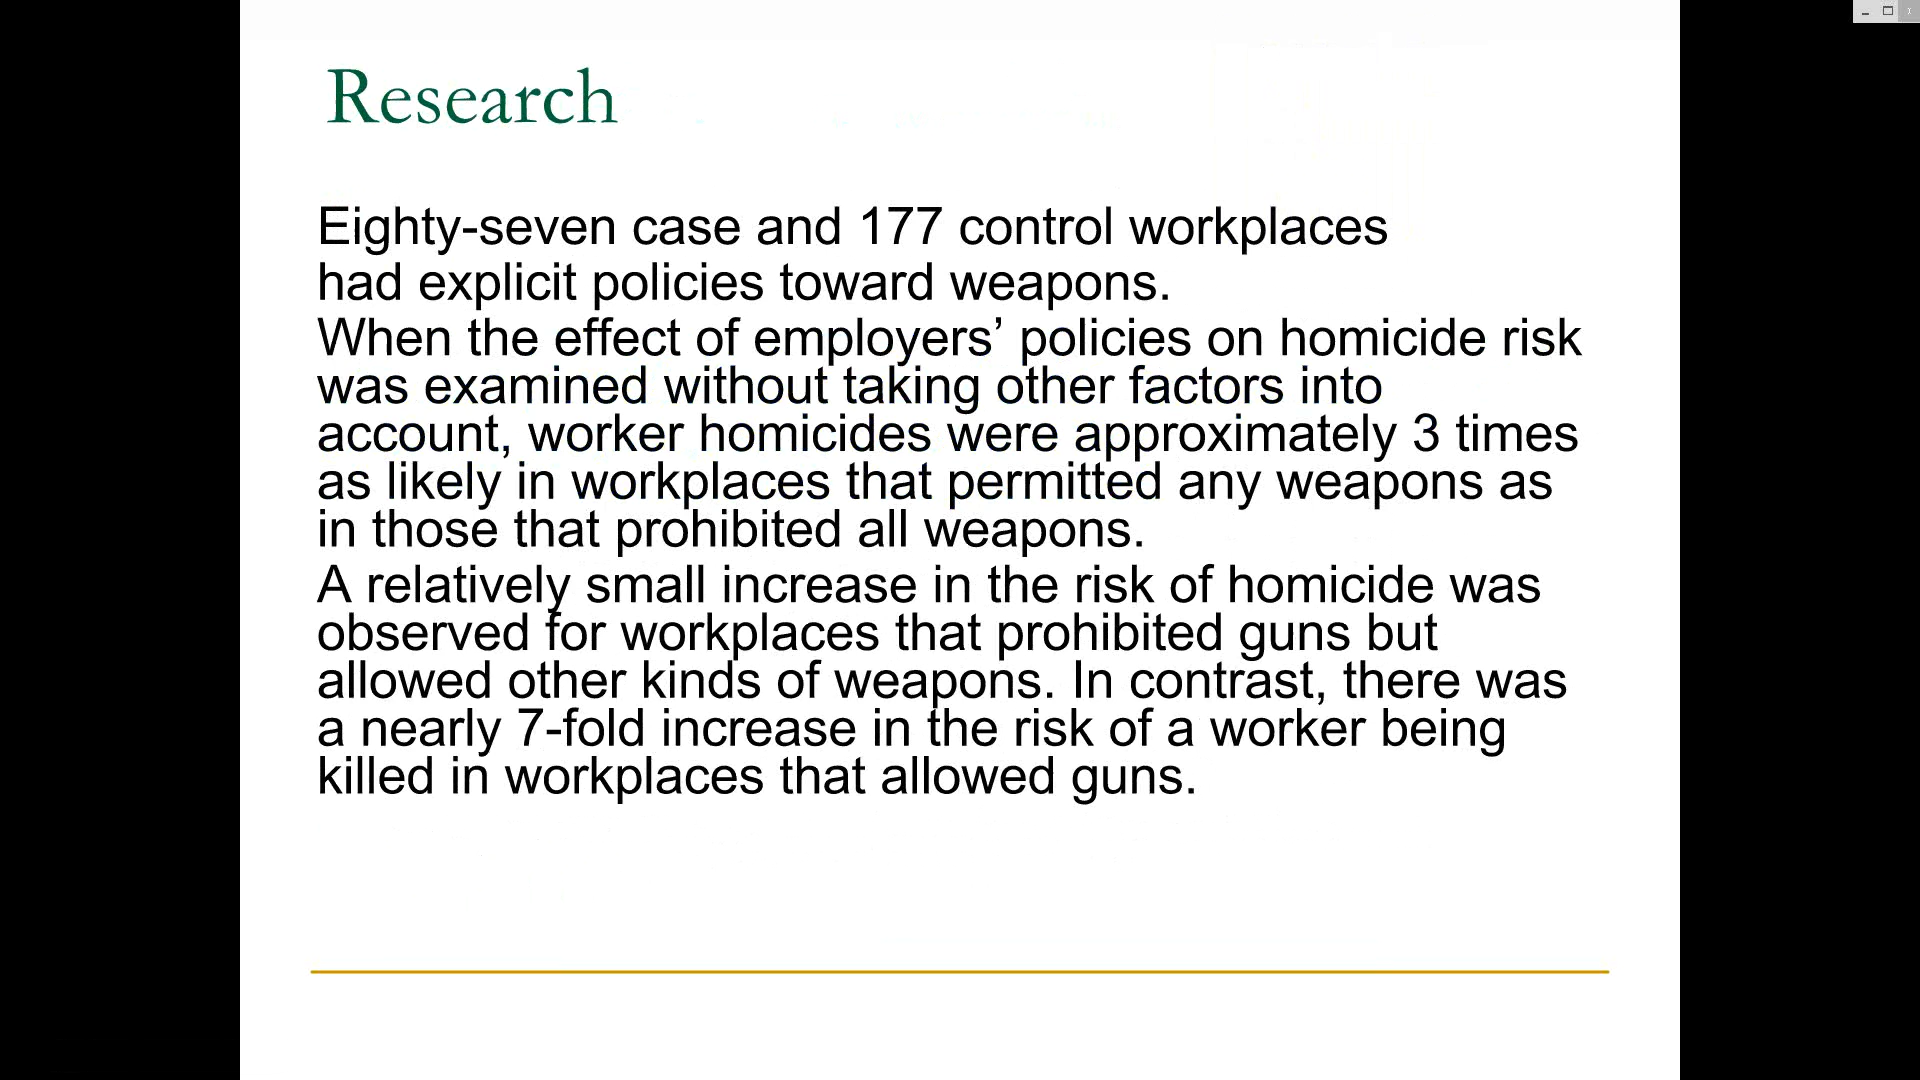 Research
Eighty-seven case and 177 control workplaces
had explicit policies toward weapons.
When the effect of employers’ policies on homicide risk
was examined without taking other factors into
account, worker homicides were approximately 3 times
as likely in workplaces that permitted any weapons as
in those that prohibited all weapons.
A relatively small increase in the risk of homicide was
observed for workplaces that prohibited guns but
allowed other kinds of weapons. In contrast, there was
a nearly 7-fold increase in the risk of a worker being
killed in workplaces that allowed guns.